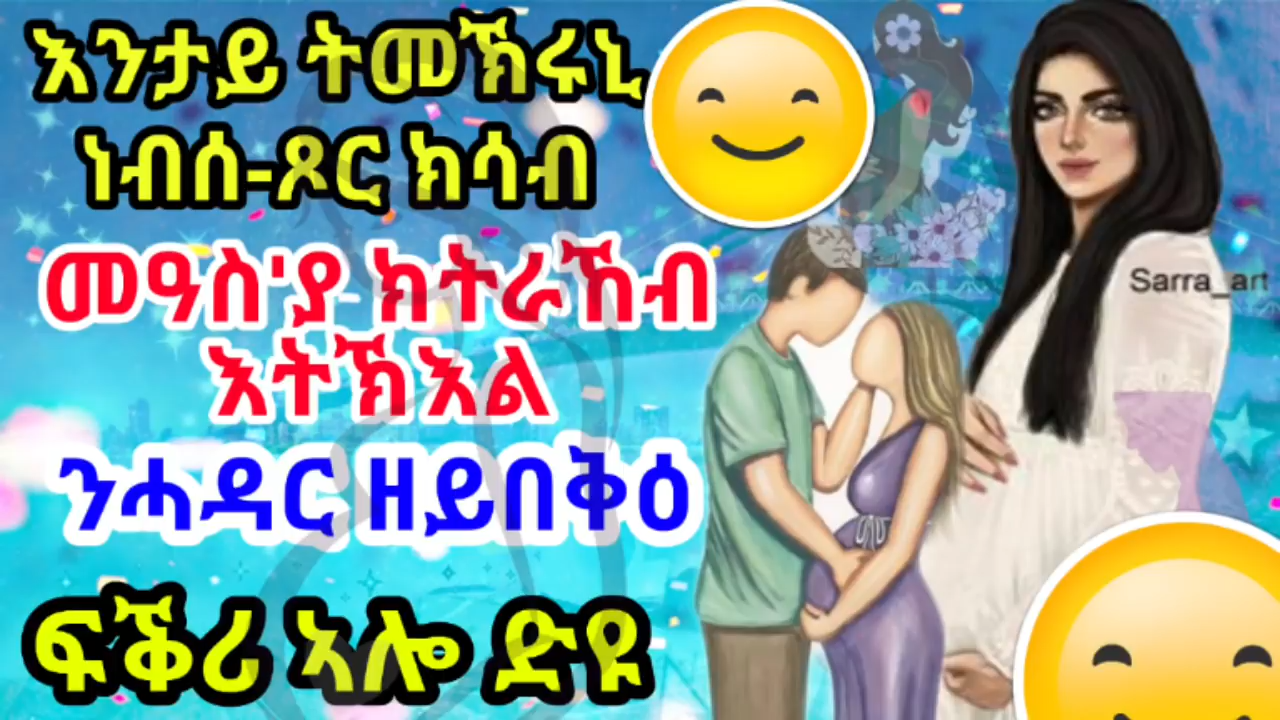 እንታይ ትመኽሩኒ
ነብሰ-ጾር ክሳብ
መዓስ'ያ ክትራኸብ
እትኽእል
ንሓዳር ዘይበቅዕ
ፍቕሪ ኣሎ ድዩ
Sarra_art